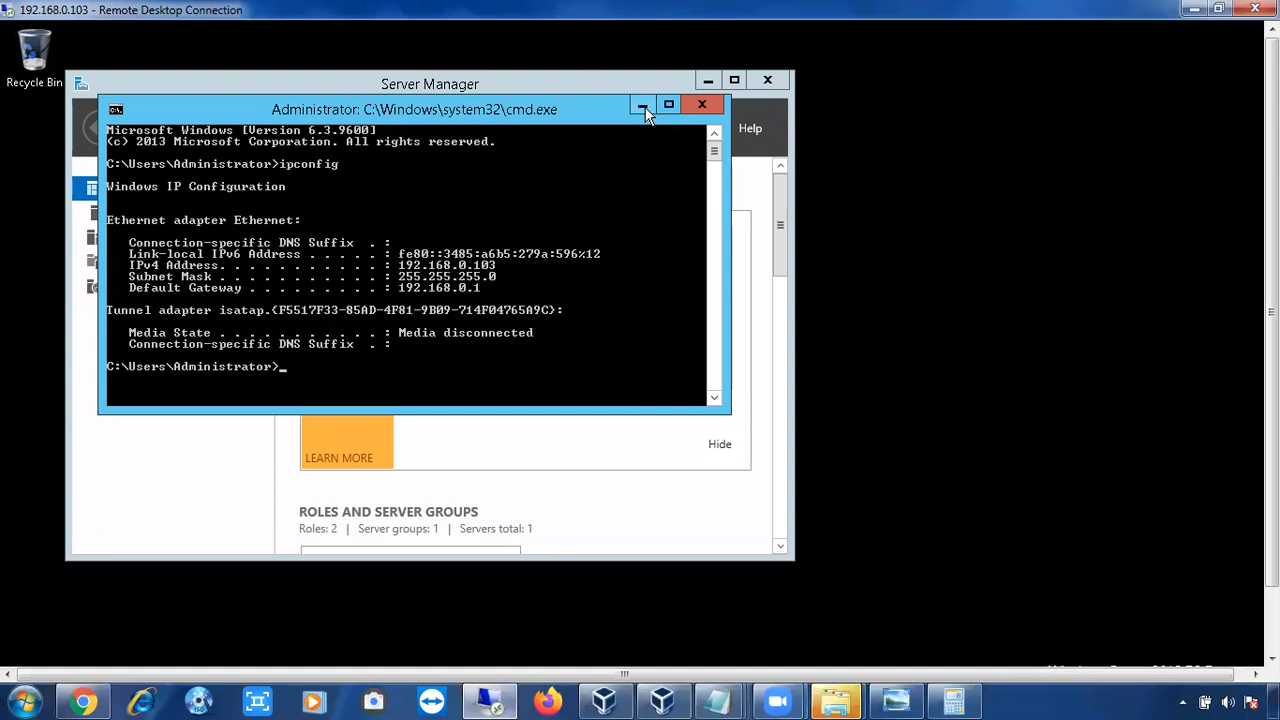 192.168.0.103 - Remote Desktop Connection
Recycle Bin
Server Manager
Administrator: C:\Windows\system32\cmd.exe
Help
Microsoft Windows [Version 6.3.9600]
(c) 2013 Microsoft Corporation. All rights reserved.
C:\Users\Administrator>ipconfig
Windows IP Configuration
Ethernet adapter Ethernet:
Connection-specific DNS Suffix . :
Link-local IPv6 Address . . . . . : fe80::3485:a6b5:279a:596%12
IPv4 Address. . . . . . . . . . . : 192.168.0.103
Subnet Mask . . . . . . . . . . . : 255.255.255.0
Default Gateway . . . . . . . . . : 192.168.0.1
Tunnel adapter isatap.{F5517F33-85AD-4F81-9B09-714F04765A9C}:
Media State . . . . . . . . . . . : Media disconnected
Connection-specific DNS Suffix . :
C:\Users\Administrator>_
Hide
LEARN MORE
ROLES AND SERVER GROUPS
Roles: 2 | Server groups: 1 | Servers total: 1